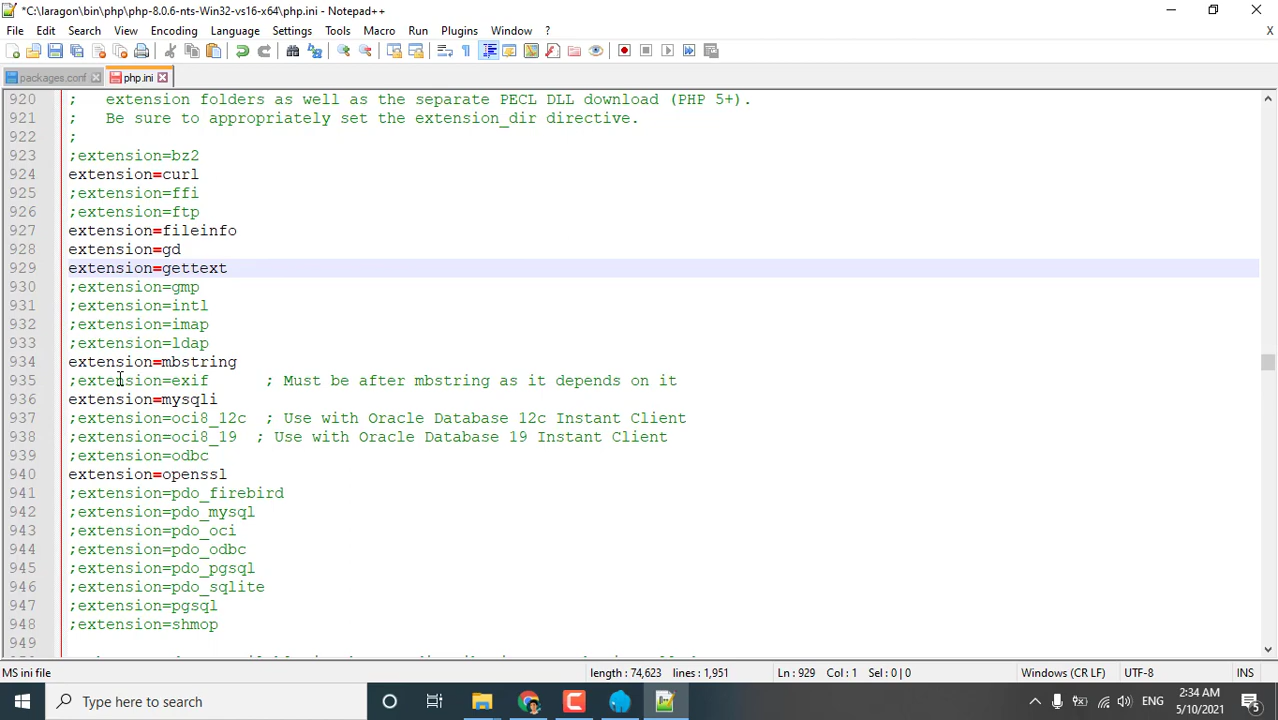 *C:\laragon\bin\php\php-8.0.6-nts-Win32-vs16-x64\php.ini - Notepad++
File Edit Search View Encoding Language Settings Tools Macro Run Plugins Window ? X
packages.conf php.ini
920 ;   extension folders as well as the separate PECL DLL download (PHP 5+).
921 ;   Be sure to appropriately set the extension_dir directive.
922 ;
923 ;extension=bz2
924 extension=curl
925 ;extension=ffi
926 ;extension=ftp
927 extension=fileinfo
928 extension=gd
929 extension=gettext
930 ;extension=gmp
931 ;extension=intl
932 ;extension=imap
933 ;extension=ldap
934 extension=mbstring
935 ;extension=exif      ; Must be after mbstring as it depends on it
936 extension=mysqli
937 ;extension=oci8_12c  ; Use with Oracle Database 12c Instant Client
938 ;extension=oci8_19  ; Use with Oracle Database 19 Instant Client
939 ;extension=odbc
940 extension=openssl
941 ;extension=pdo_firebird
942 ;extension=pdo_mysql
943 ;extension=pdo_oci
944 ;extension=pdo_odbc
945 ;extension=pdo_pgsql
946 ;extension=pdo_sqlite
947 ;extension=pgsql
948 ;extension=shmop
949
MS ini file length : 74,623 lines : 1,951 Ln : 929 Col : 1 Sel : 0 | 0 Windows (CR LF) UTF-8 INS
Type here to search ENG 2:34 AM
5/10/2021 5